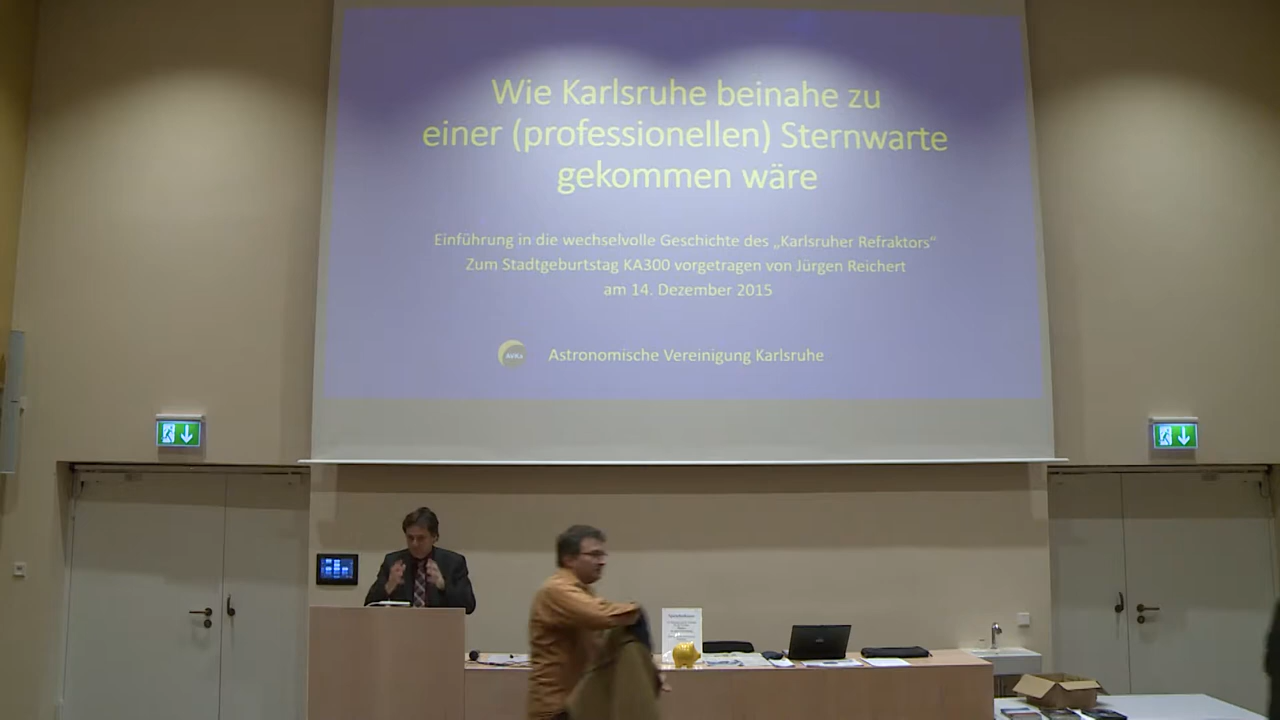 Wie Karlsruhe beinahe zu
einer (professionellen) Sternwarte
gekommen wäre
Einführung in die wechselvolle Geschichte des „Karlsruher Refraktors“
Zum Stadtgeburtstag KA300 vorgetragen von Jürgen Reichert
am 14. Dezember 2015
Astronomische Vereinigung Karlsruhe